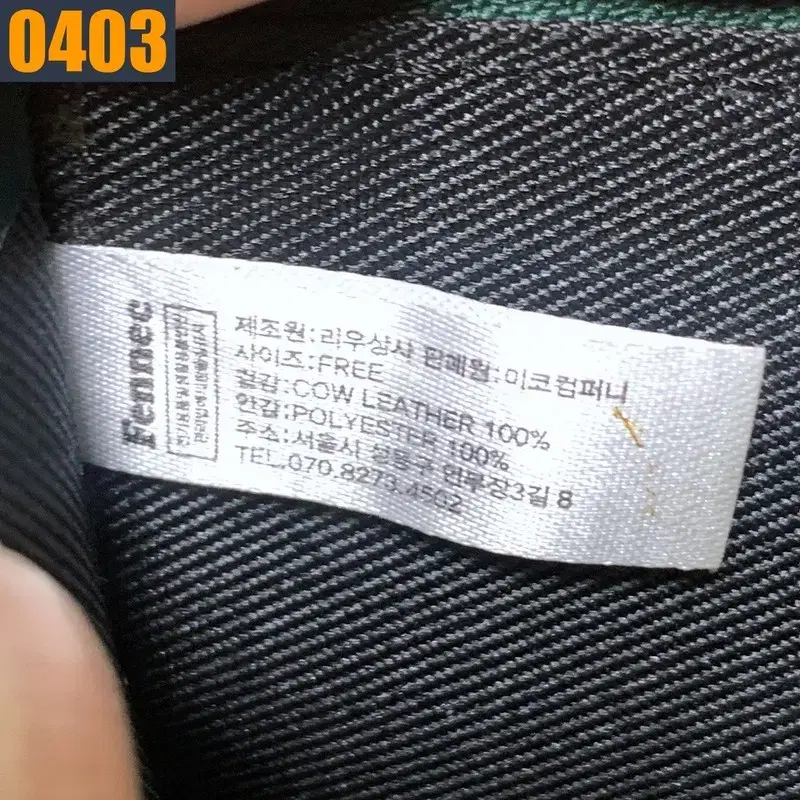 0403
Fennec
제조원:리우상사 판매원:이코컴퍼니
사이즈:FREE
겉감:COW LEATHER 100%
안감:POLYESTER 100%
주소:서울시 성동구 연무장3길 8
TEL.070.8273.4502